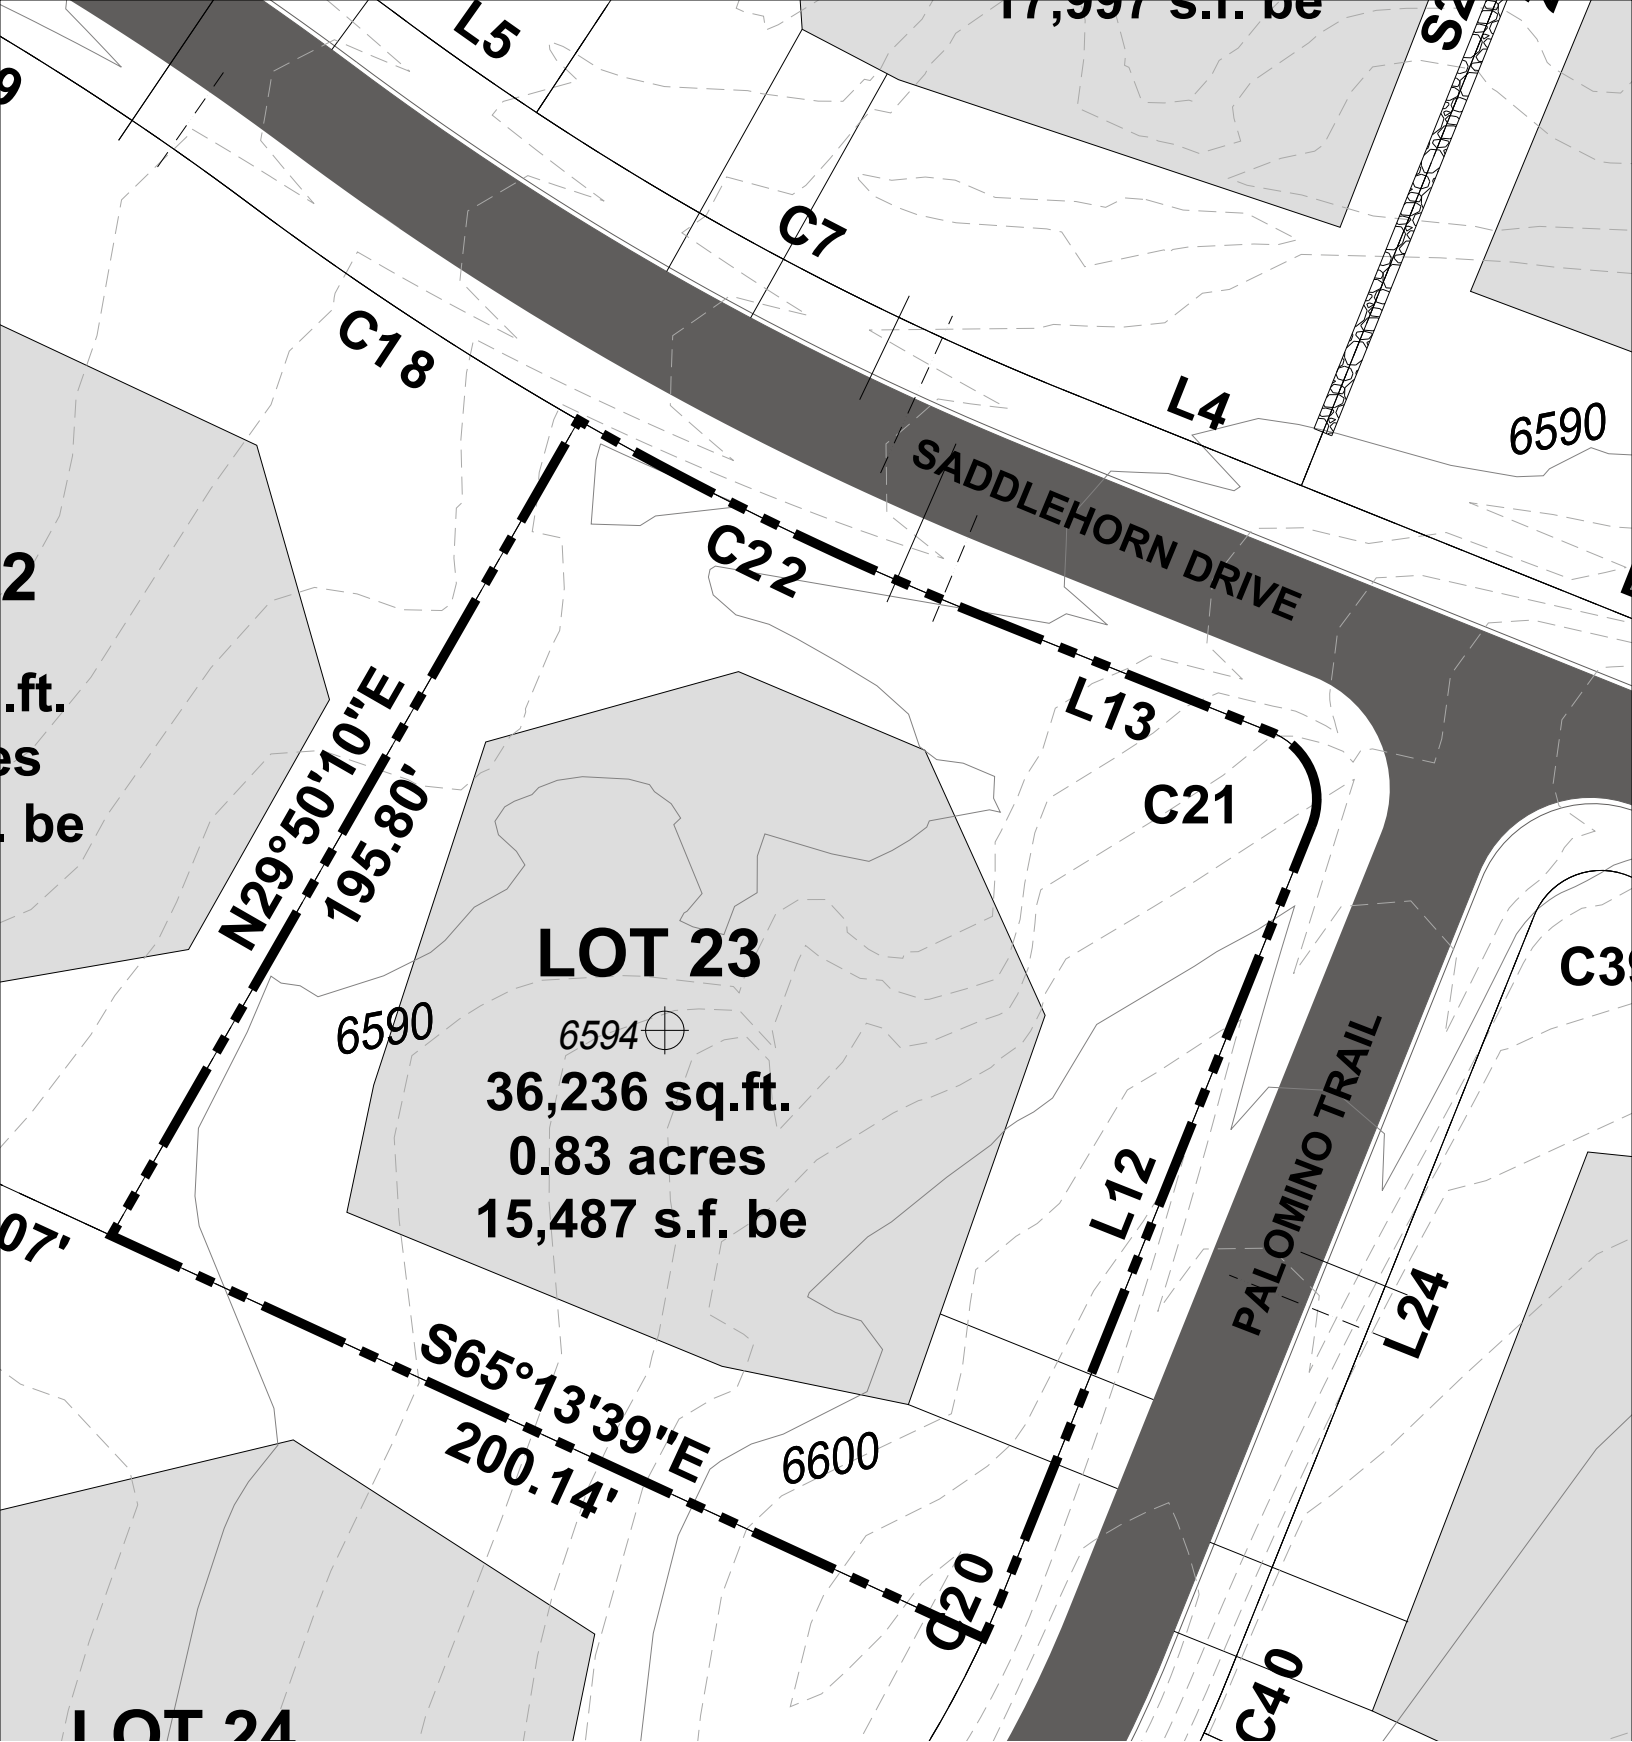 L5
17,997 s.f. be
9
C7
C18
L4
6590
SADDLEHORN DRIVE
C22
2
.ft.
es
. be
L13
C21
N29°50'10"E
195.80'
LOT 23
C39
6590
6594
36,236 sq.ft.
0.83 acres
15,487 s.f. be
L12
PALOMINO TRAIL
07'
L24
S65°13'39"E
200.14'
6600
C20
C40
LOT 24